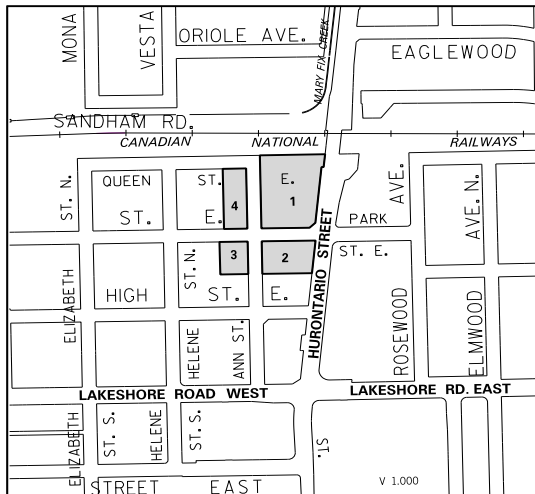 MONA
VESTA
ORIOLE AVE.
MARY FIX CREEK
EAGLEWOOD
SANDHAM RD.
CANADIAN NATIONAL RAILWAYS
ST. N.
QUEEN ST. E.
4
1
AVE.
AVE. N.
ST. E.
PARK
HURONTARIO STREET
3
2
ST. E.
ELIZABETH
ST. N.
HIGH ST. E.
HELENE
ANN ST.
ROSEWOOD
ELMWOOD
LAKESHORE ROAD WEST
LAKESHORE RD. EAST
ELIZABETH
ST. S.
HELENE
ST. S.
ST.
STREET EAST
V 1.000